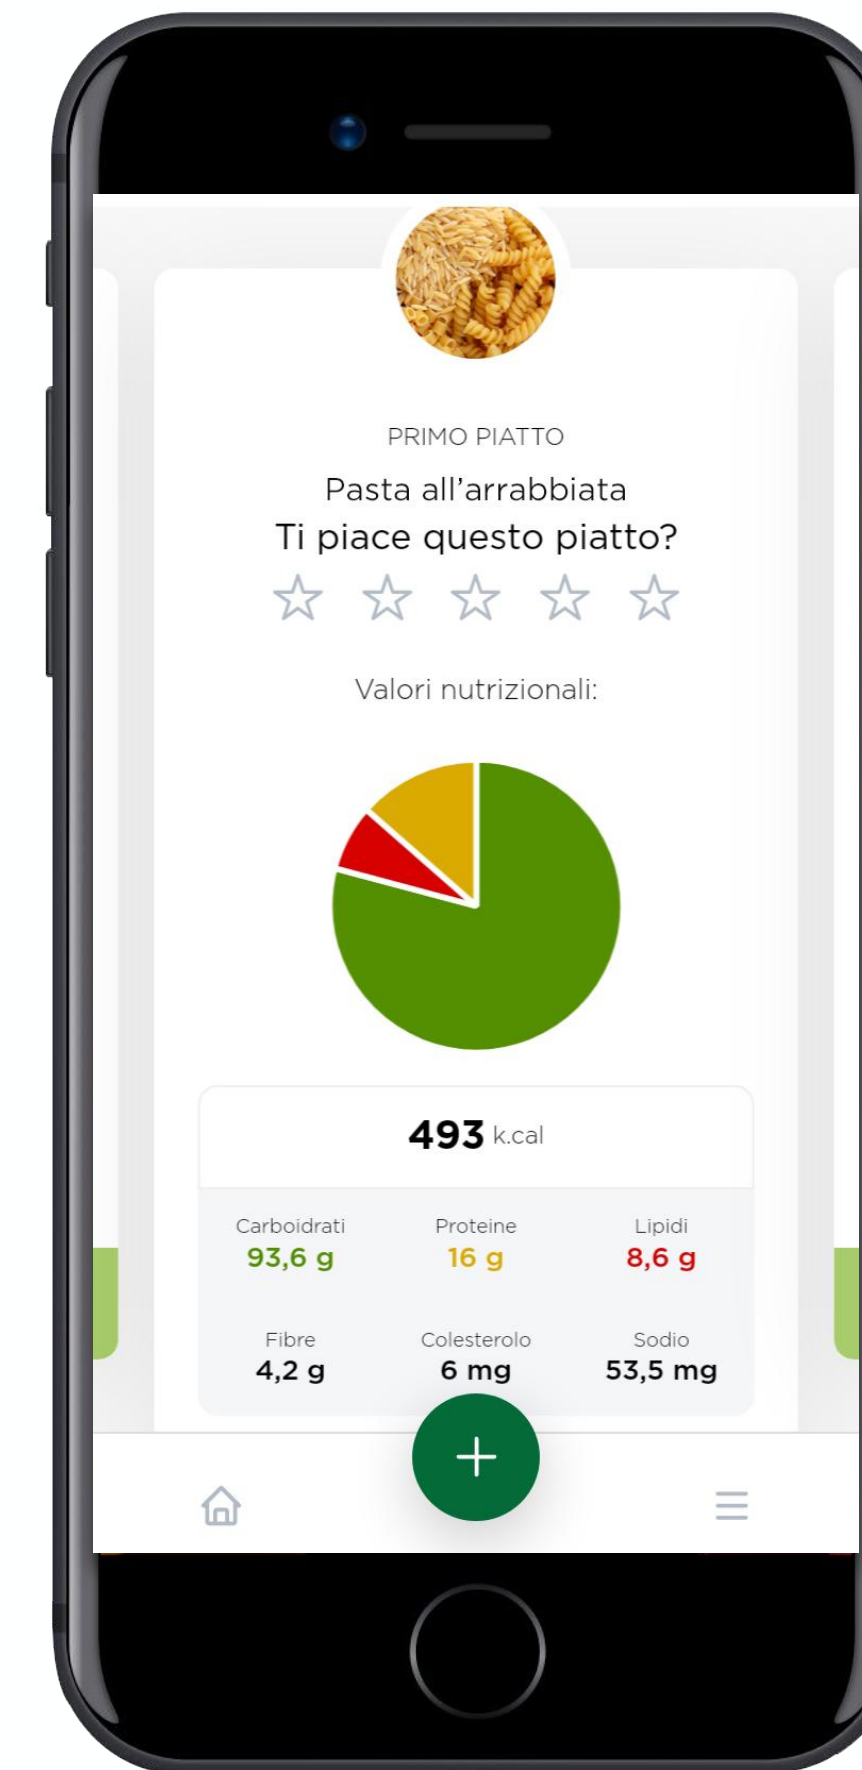 PRIMO PIATTO
Pasta all’arrabbiata
Ti piace questo piatto?
Valori nutrizionali:
493 k.cal
Carboidrati Proteine Lipidi
93,6 g 16 g 8,6 g
Fibre Colesterolo Sodio
4,2 g 6 mg 53,5 mg